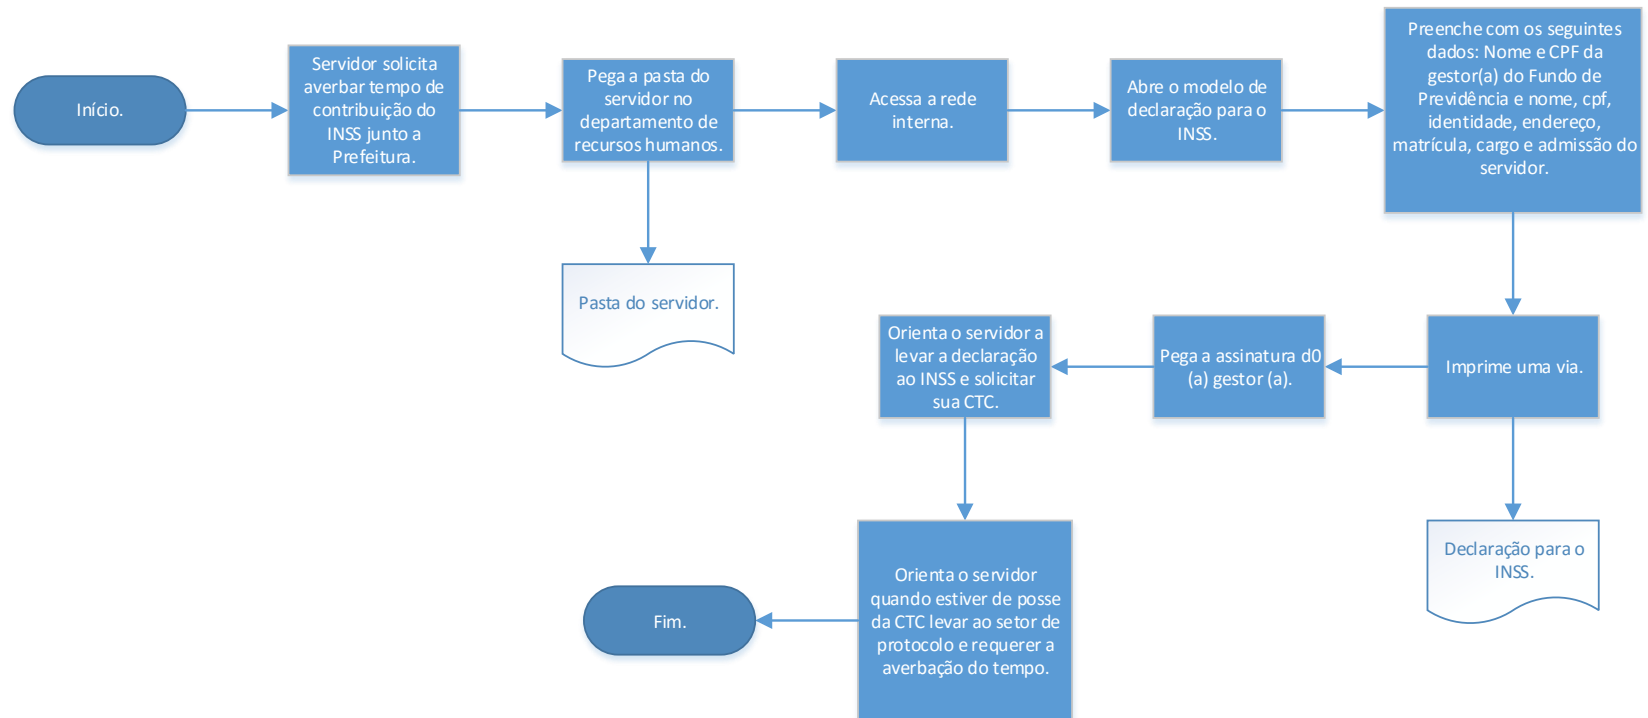 Início.
Servidor solicita
averbar tempo de
contribuição do
INSS junto a
Prefeitura.
Pega a pasta do
servidor no
departamento de
recursos humanos.
Acessa a rede
interna.
Abre o modelo de
declaração para o
INSS.
Preenche com os seguintes
dados: Nome e CPF da
gestor(a) do Fundo de
Previdência e nome, cpf,
identidade, endereço,
matrícula, cargo e admissão do
servidor.
Pasta do servidor.
Imprime uma via.
Pega a assinatura d0
(a) gestor (a).
Orienta o servidor a
levar a declaração
ao INSS e solicitar
sua CTC.
Declaração para o
INSS.
Orienta o servidor
quando estiver de posse
da CTC levar ao setor de
protocolo e requerer a
averbação do tempo.
Fim.